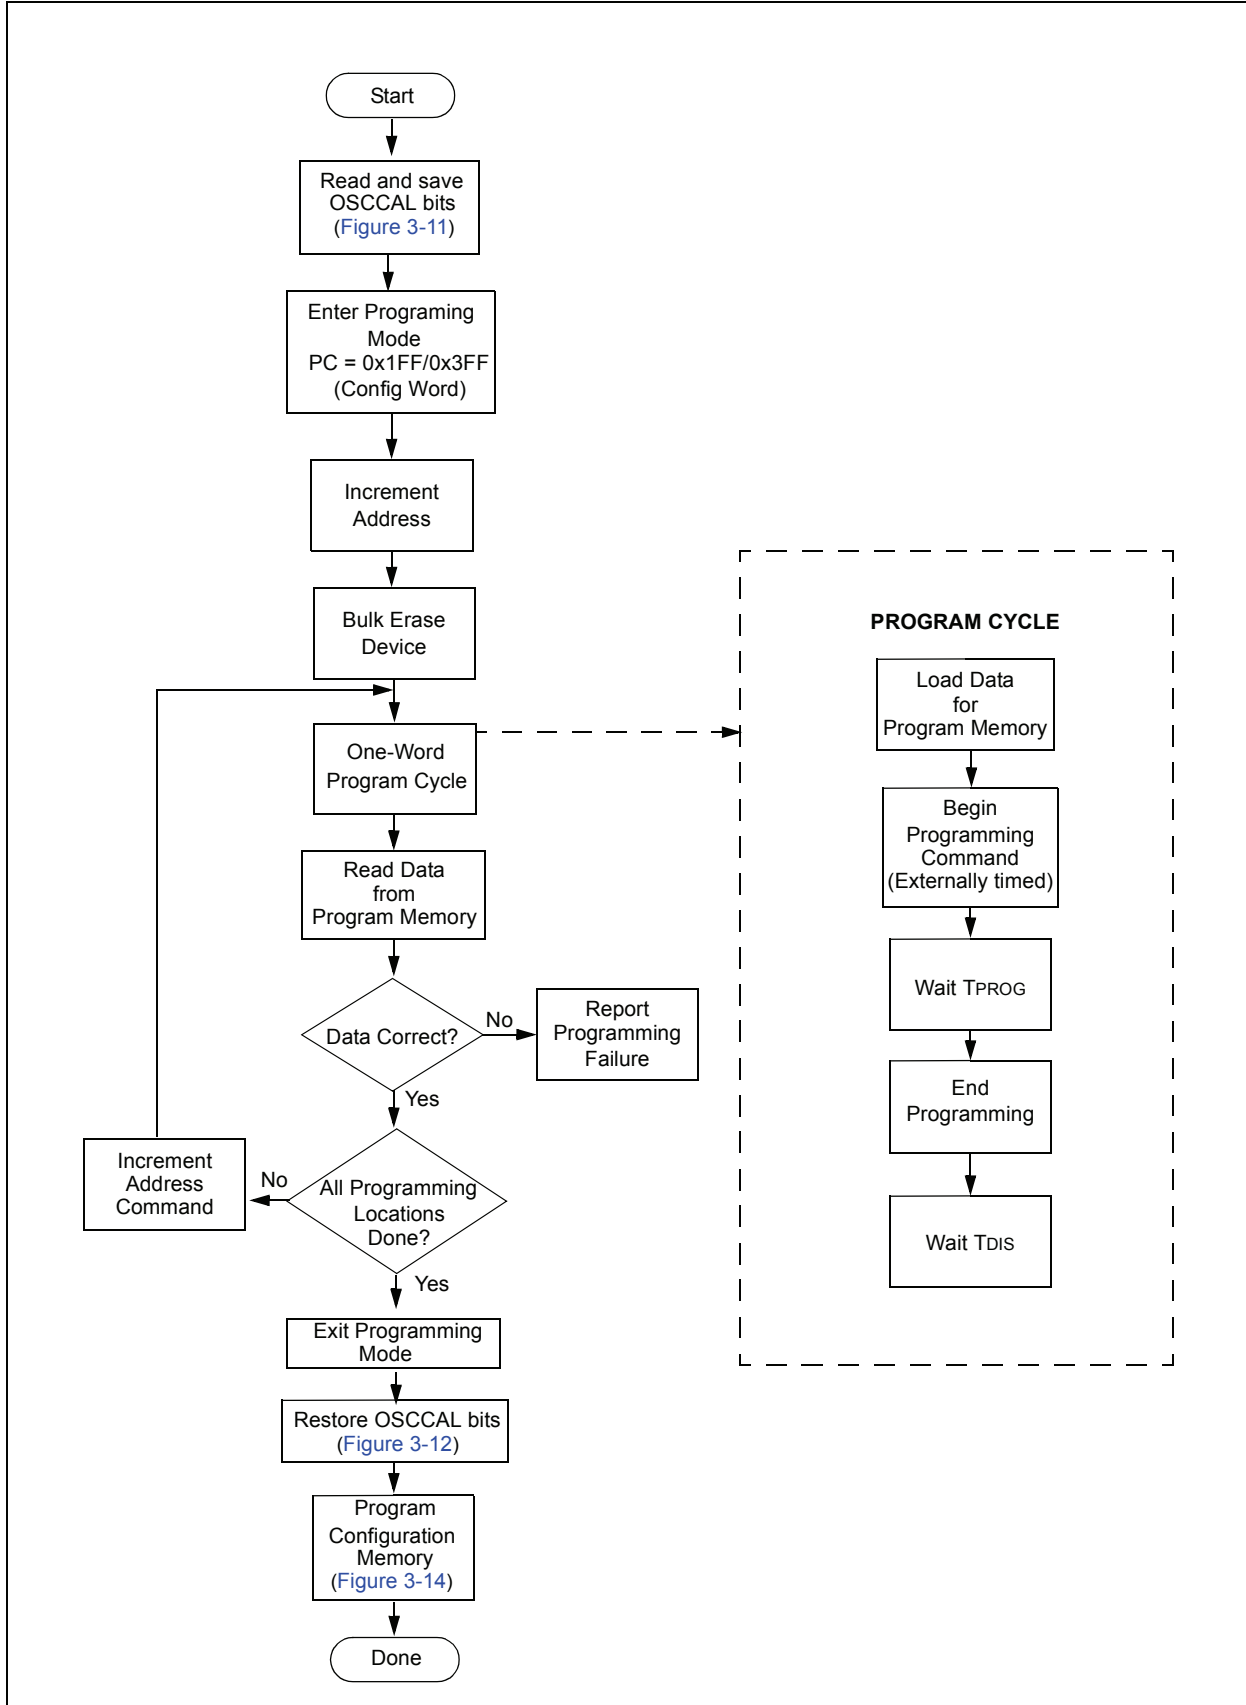 Start
Read and save
OSCCAL bits
(Figure 3-11)
Enter Programing
Mode
PC = 0x1FF/0x3FF
(Config Word)
Increment
Address
Bulk Erase
Device
One-Word
Program Cycle
Read Data
from
Program Memory
Data Correct?
No
Report
Programming
Failure
Yes
All Programming
Locations
Done?
No
Increment
Address
Command
Yes
Exit Programming
Mode
Restore OSCCAL bits
(Figure 3-12)
Program
Configuration
Memory
(Figure 3-14)
Done
PROGRAM CYCLE
Load Data
for
Program Memory
Begin
Programming
Command
(Externally timed)
Wait TPROG
End
Programming
Wait TDIS